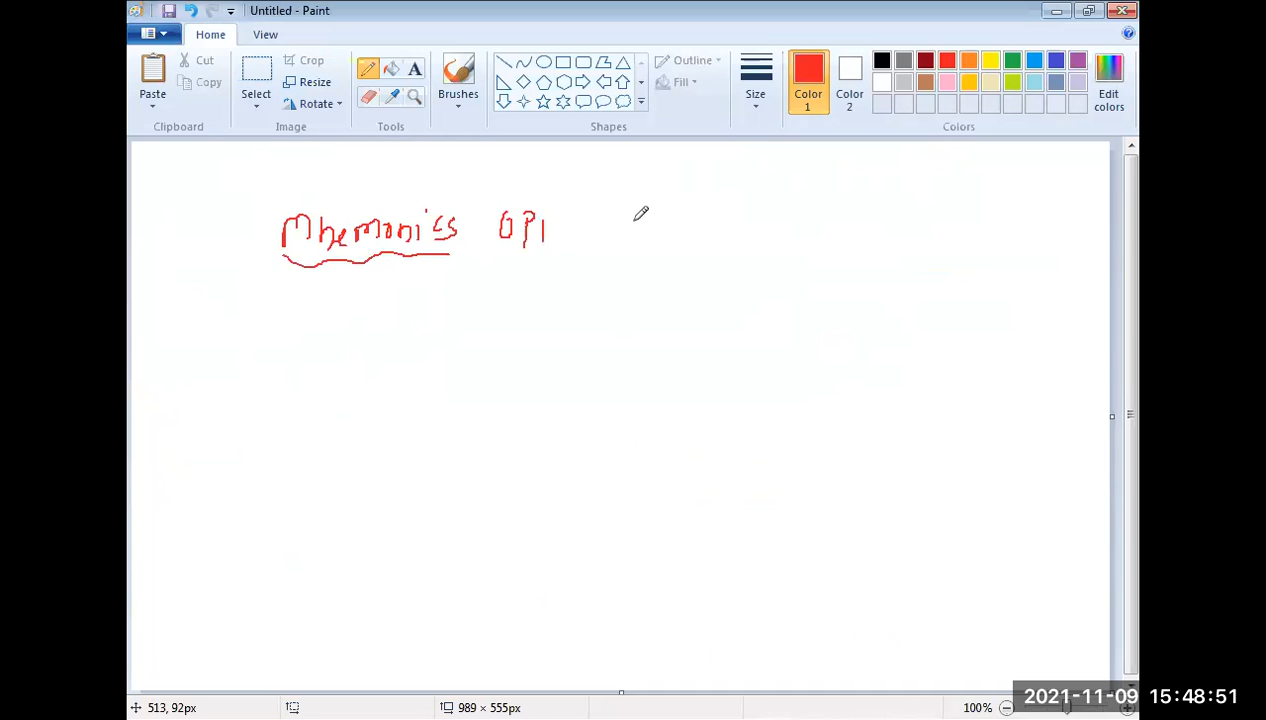 Untitled - Paint
Home View
Cut
Copy
Paste
Clipboard
Crop
Resize
Rotate
Select
Image
Tools
Brushes
Outline
Fill
Shapes
Size
Color 1
Color 2
Edit colors
Colors
Mnemonics OP1
513, 92px
989 × 555px
100%
2021-11-09 15:48:51